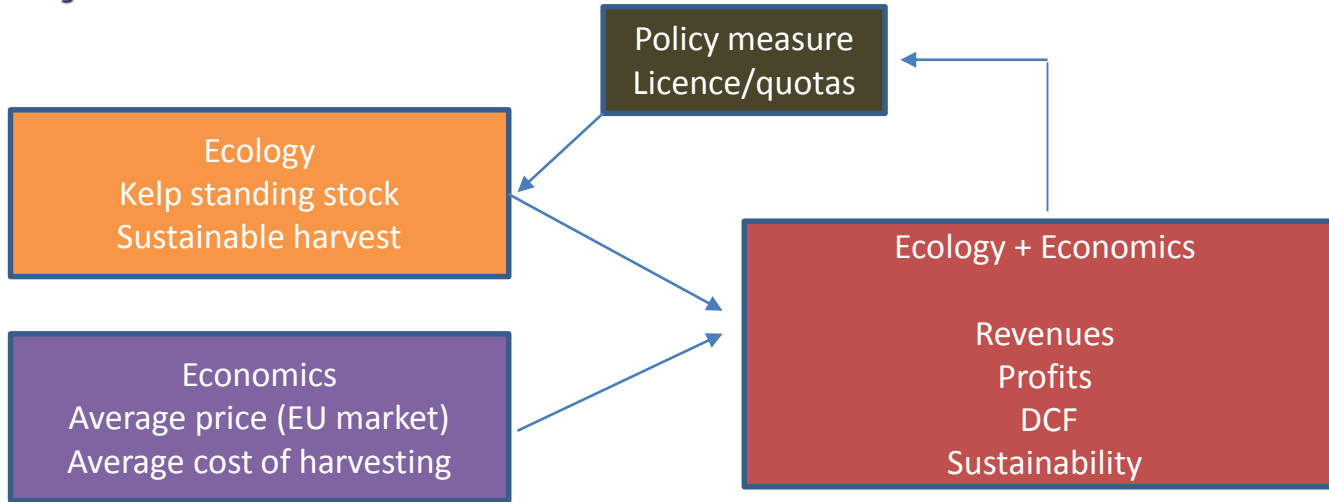 Policy measure
Licence/quotas
Ecology
Kelp standing stock
Sustainable harvest
Economics
Average price (EU market)
Average cost of harvesting
Ecology + Economics
Revenues
Profits
DCF
Sustainability